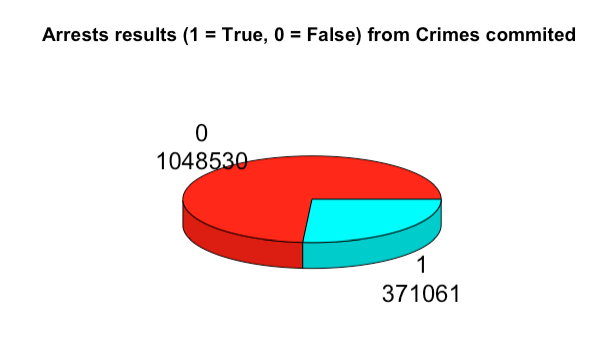 Arrests results (1 = True, 0 = False) from Crimes commited
0
1048530
1
371061